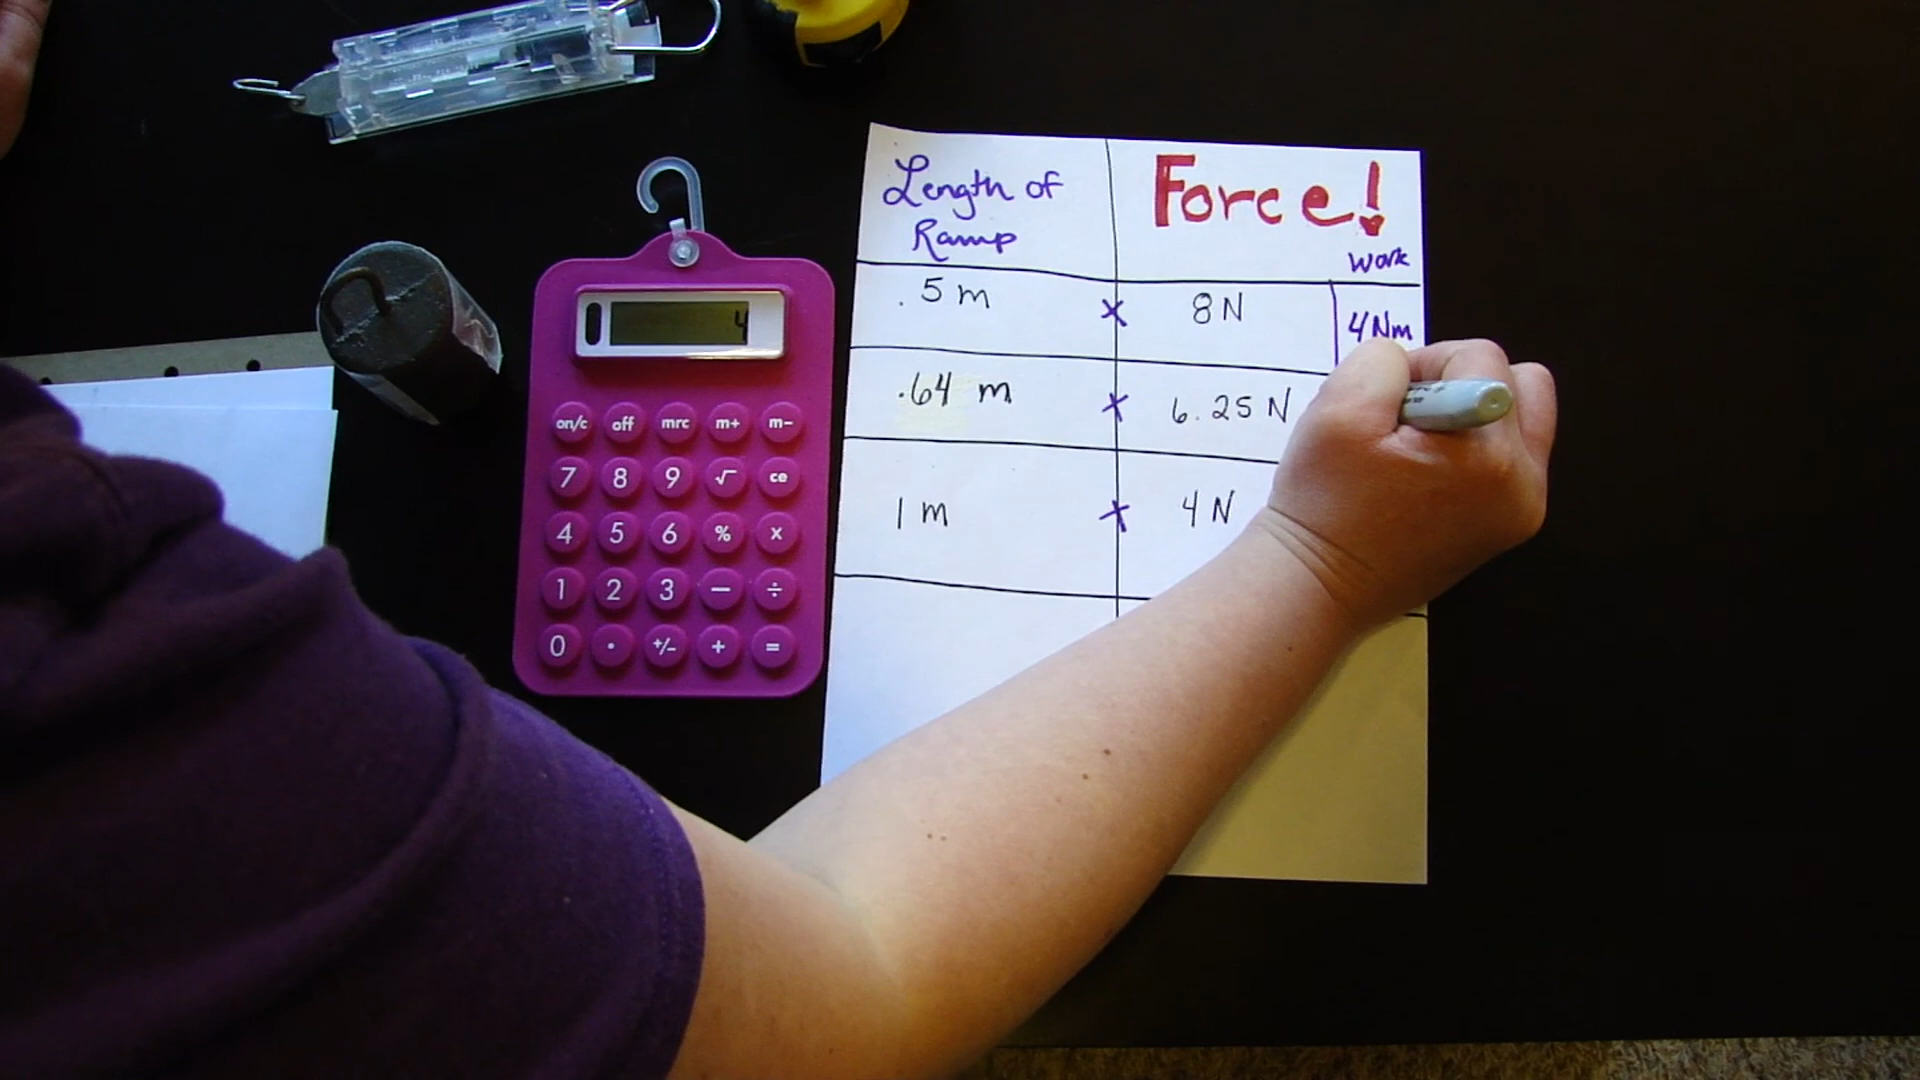 Length of
Ramp
Force!
Work
.5 m
x
8N
4Nm
.64 m
x
6.25 N
1 m
x
4 N
4
on/c
off
mrc
m+
m−
7
8
9
√
ce
4
5
6
%
x
1
2
3
−
÷
0
.
+/−
+
=